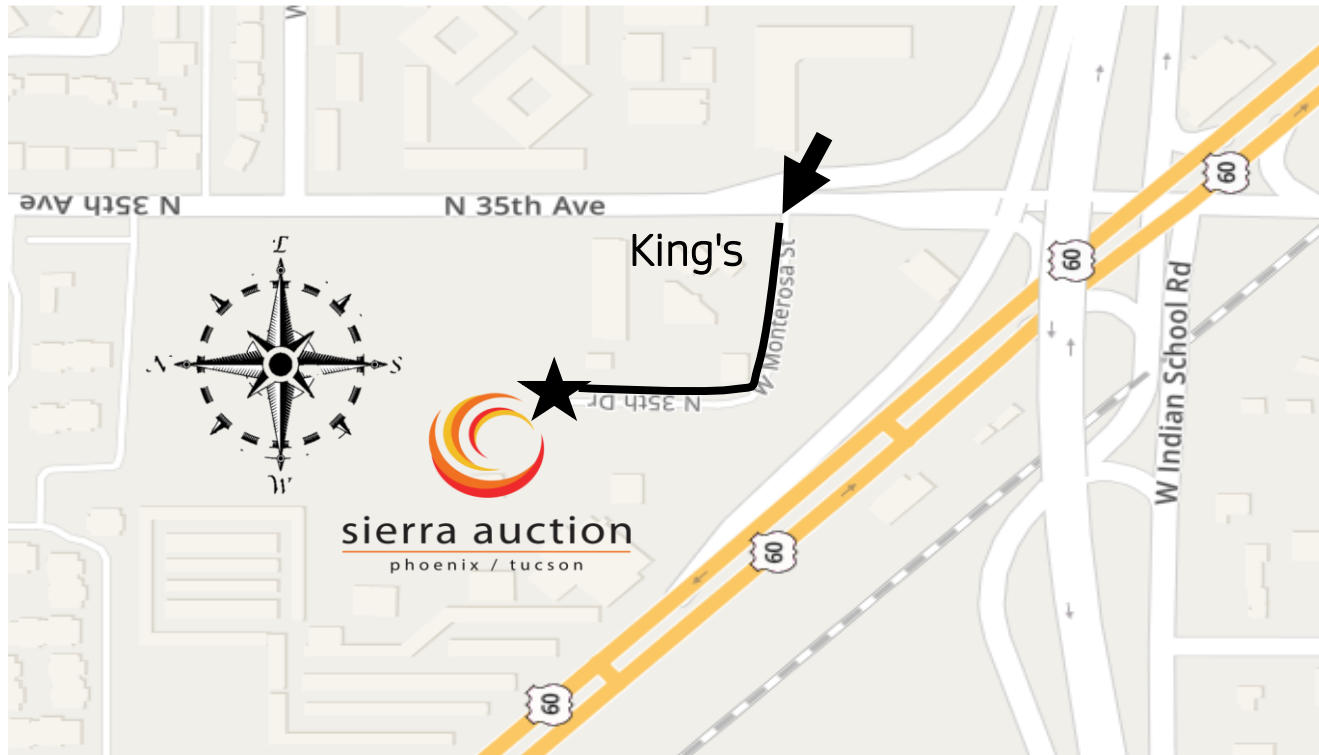 N 35th Ave
N 35th Ave
King's
E
N
S
W
W Monterosa St
N 35th Dr
sierra auction
phoenix / tucson
W Indian School Rd
60
60
60
60